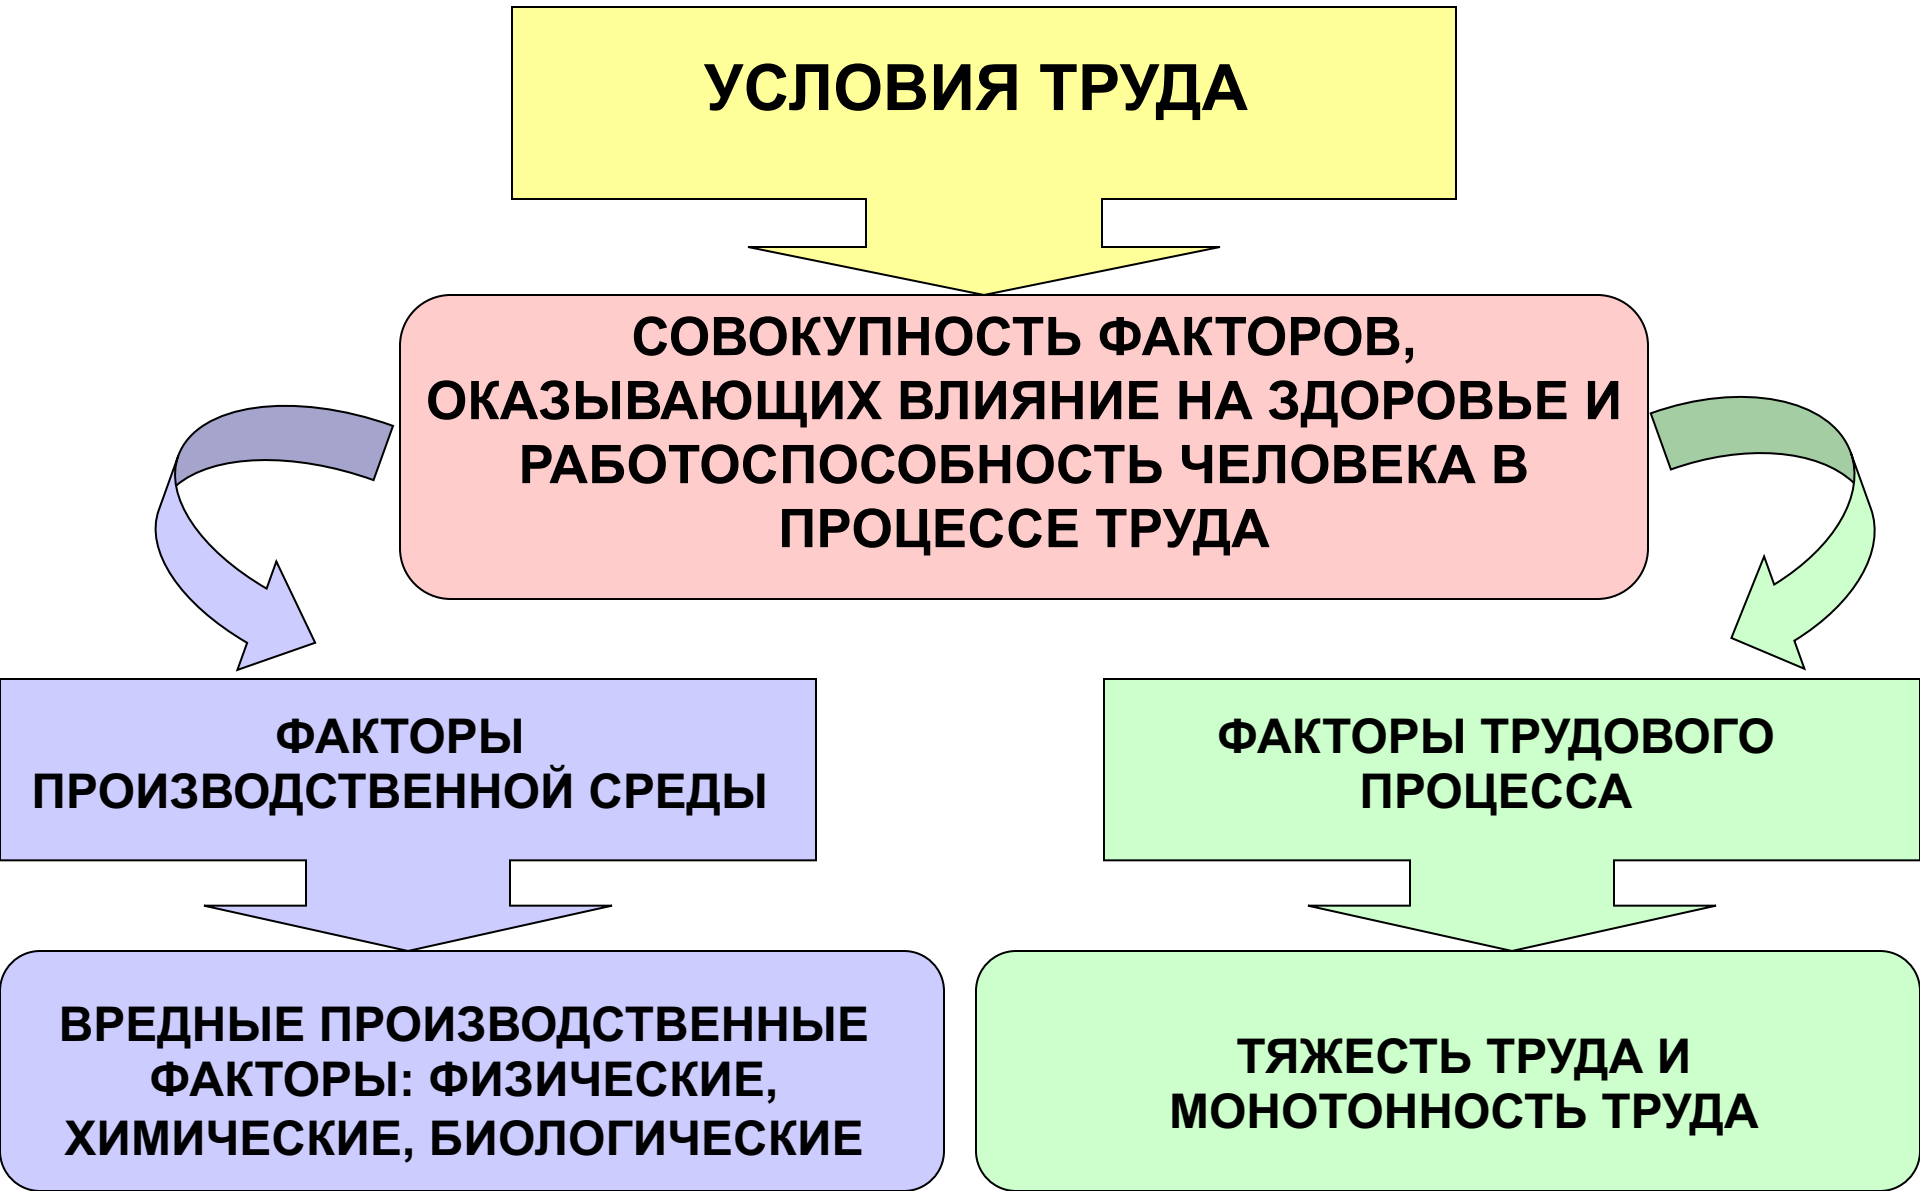 УСЛОВИЯ ТРУДА
СОВОКУПНОСТЬ ФАКТОРОВ,
ОКАЗЫВАЮЩИХ ВЛИЯНИЕ НА ЗДОРОВЬЕ И
РАБОТОСПОСОБНОСТЬ ЧЕЛОВЕКА В
ПРОЦЕССЕ ТРУДА
ФАКТОРЫ
ПРОИЗВОДСТВЕННОЙ СРЕДЫ
ФАКТОРЫ ТРУДОВОГО
ПРОЦЕССА
ВРЕДНЫЕ ПРОИЗВОДСТВЕННЫЕ
ФАКТОРЫ: ФИЗИЧЕСКИЕ,
ХИМИЧЕСКИЕ, БИОЛОГИЧЕСКИЕ
ТЯЖЕСТЬ ТРУДА И
МОНОТОННОСТЬ ТРУДА